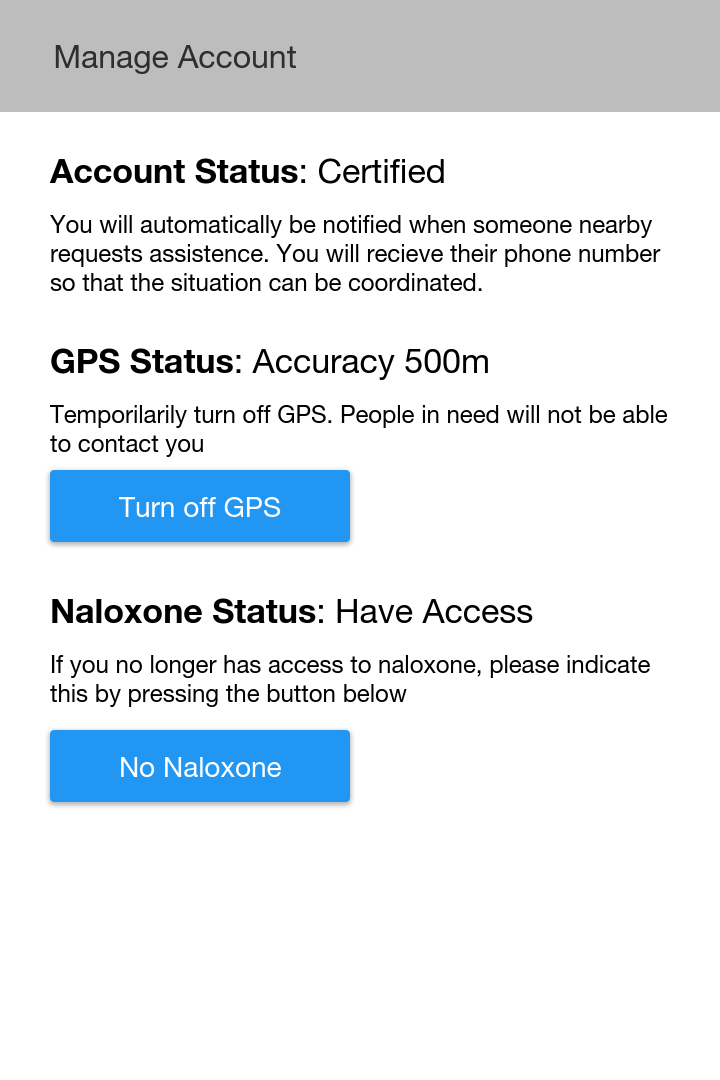 Manage Account
Account Status: Certified
You will automatically be notified when someone nearby
requests assistence. You will recieve their phone number
so that the situation can be coordinated.
GPS Status: Accuracy 500m
Temporilarily turn off GPS. People in need will not be able
to contact you
Turn off GPS
Naloxone Status: Have Access
If you no longer has access to naloxone, please indicate
this by pressing the button below
No Naloxone